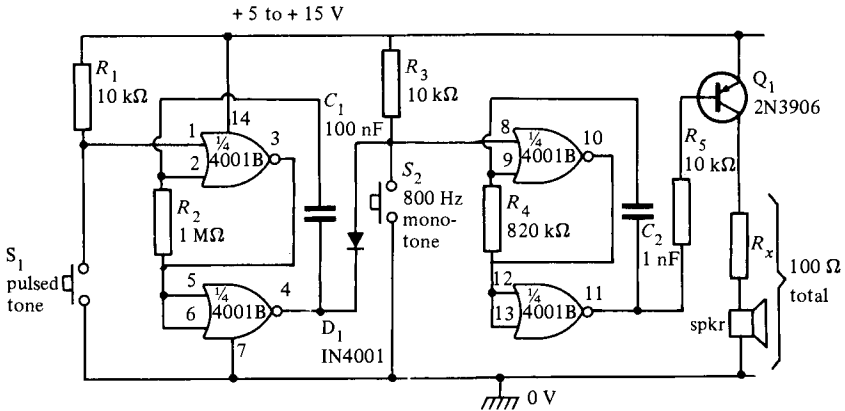 + 5 to + 15 V
R1
10 kΩ
14
1
2
¼
4001B
3
C1
100 nF
R3
10 kΩ
8
9
¼
4001B
10
Q1
2N3906
R5
10 kΩ
R2
1 MΩ
S2
800 Hz
mono-
tone
R4
820 kΩ
C2
1 nF
Rx
100 Ω
total
S1
pulsed
tone
5
6
¼
4001B
4
7
D1
IN4001
12
13
¼
4001B
11
spkr
0 V